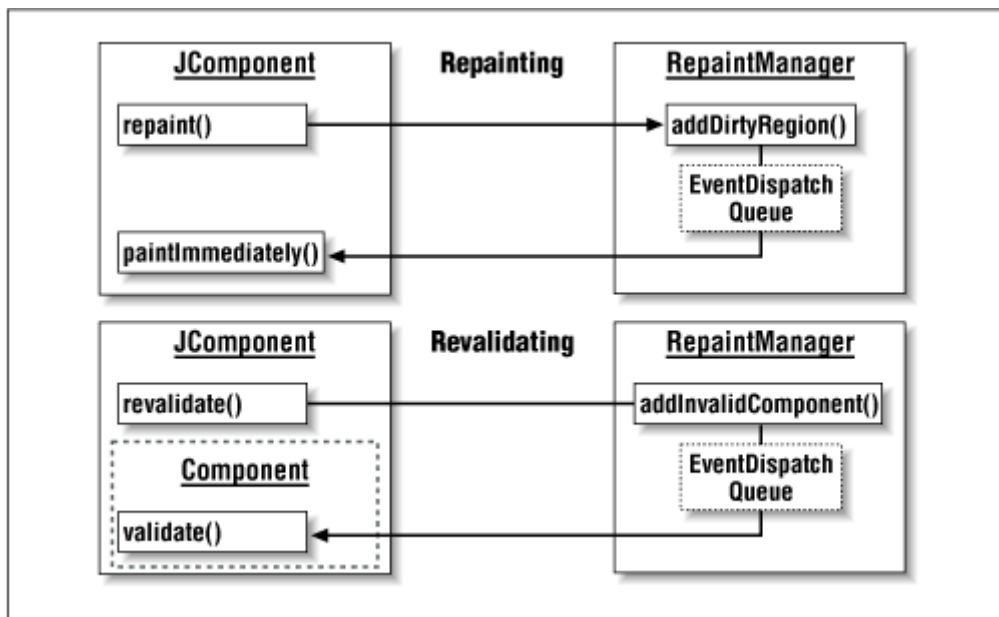 JComponent
Repainting
RepaintManager
repaint()
addDirtyRegion()
EventDispatch
Queue
paintImmediately()
JComponent
Revalidating
RepaintManager
revalidate()
addInvalidComponent()
Component
EventDispatch
Queue
validate()